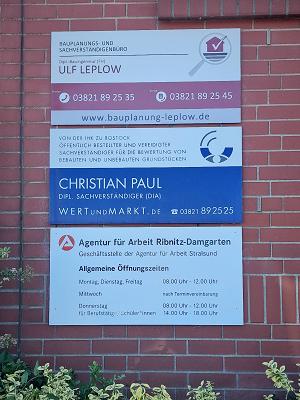 BAUPLANUNGS- UND
SACHVERSTÄNDIGENBÜRO
Dipl.-Bauingenieur (FH)
ULF LEPLOW
03821 89 25 35 03821 89 25 45
www.bauplanung-leplow.de
VON DER IHK ZU ROSTOCK
ÖFFENTLICH BESTELLTER UND VEREIDIGTER
SACHVERSTÄNDIGER FÜR DIE BEWERTUNG VON
BEBAUTEN UND UNBEBAUTEN GRUNDSTÜCKEN
CHRISTIAN PAUL
DIPL. SACHVERSTÄNDIGER (DIA)
WERTUNDMARKT.DE ☎ 03821 892525
Agentur für Arbeit Ribnitz-Damgarten
Geschäftsstelle der Agentur für Arbeit Stralsund
Allgemeine Öffnungszeiten
Montag, Dienstag, Freitag 08.00 Uhr - 12.00 Uhr
Mittwoch nach Terminvereinbarung
Donnerstag 08.00 Uhr - 12.00 Uhr
für Berufstätige/Schüler*innen 14.00 Uhr - 18.00 Uhr